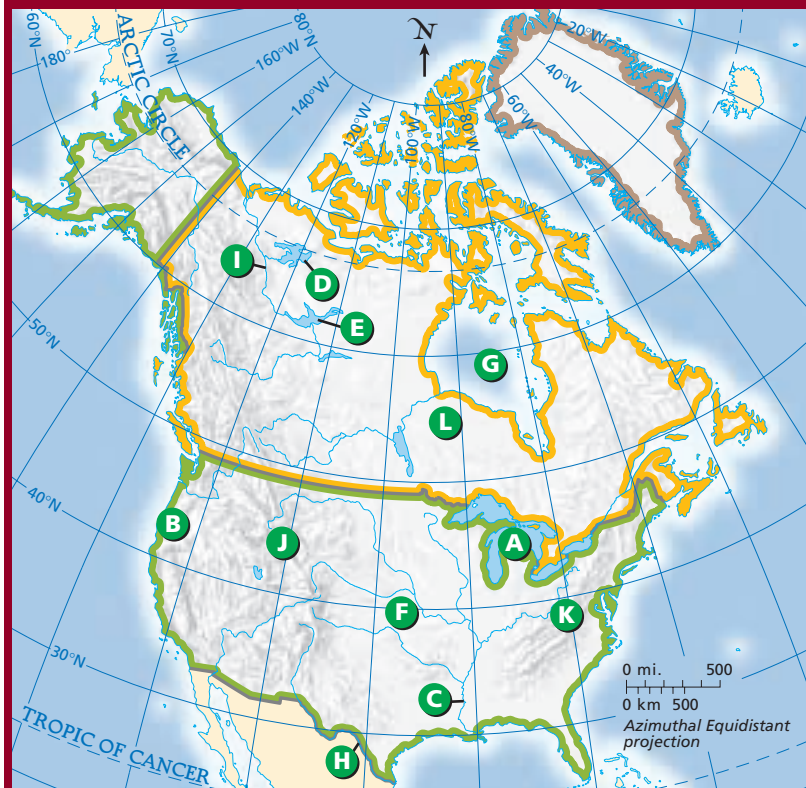 60°N
180°
ARCTIC CIRCLE
70°N
160°W
80°N
140°W
120°W
100°W
80°W
60°W
40°W
20°W
N
50°N
40°N
30°N
TROPIC OF CANCER
I
D
E
G
L
B
J
A
F
K
C
H
0 mi. 500
0 km 500
Azimuthal Equidistant
projection